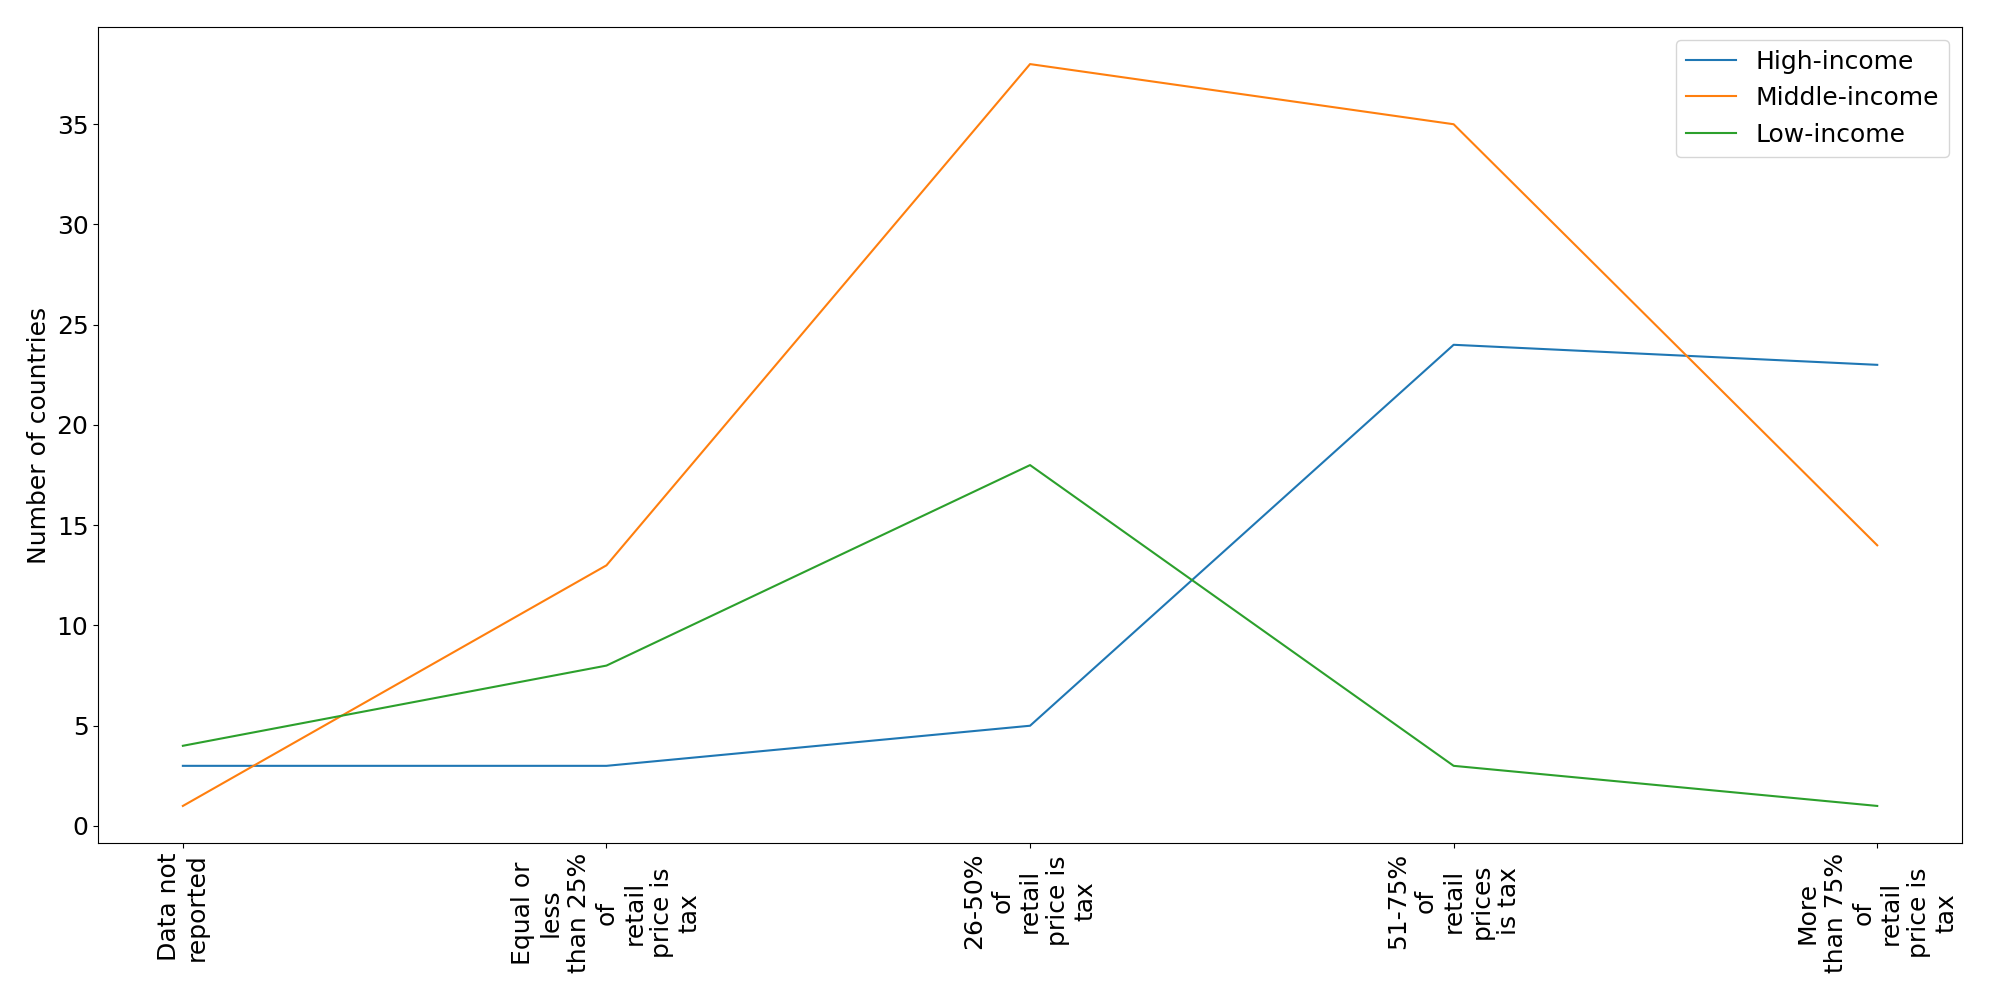 High-income
Middle-income
Low-income
Number of countries
35
30
25
20
15
10
5
0
Data not
reported
Equal or
less
than 25%
of
retail
price is
tax
26-50%
of
retail
price is
tax
51-75%
of
retail
prices
is tax
More
than 75%
of
retail
price is
tax